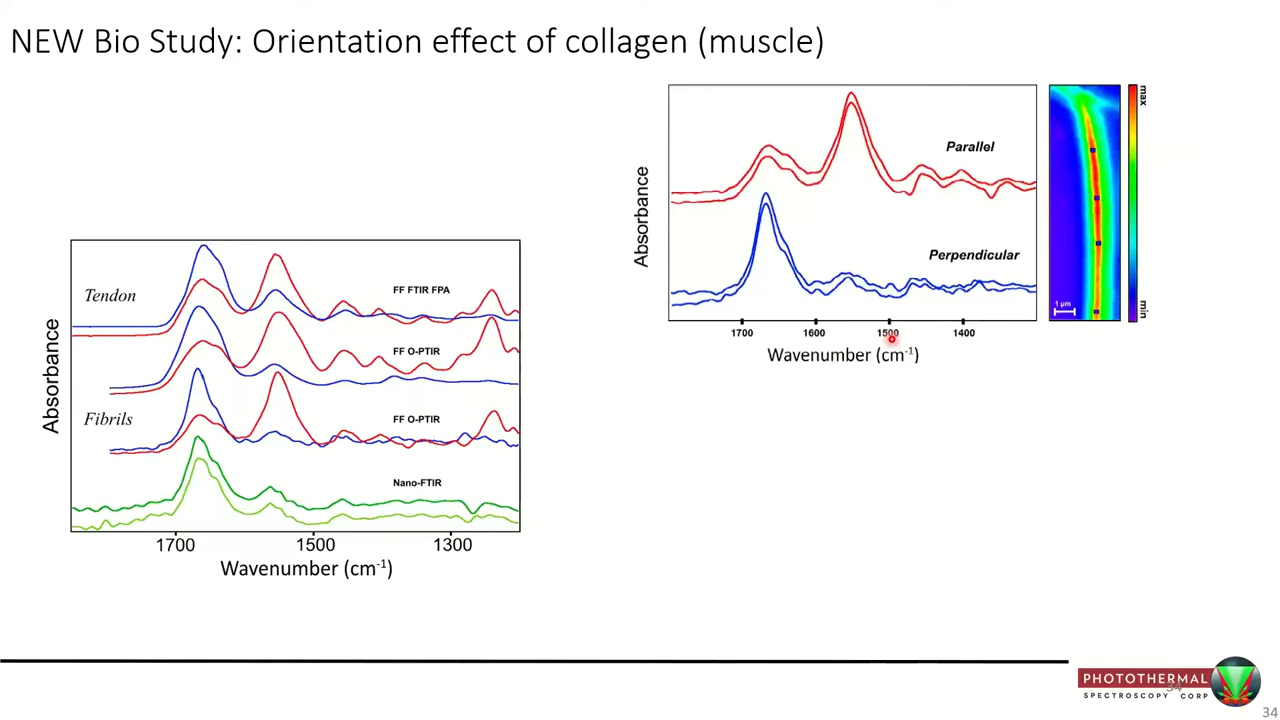 NEW Bio Study: Orientation effect of collagen (muscle)
Absorbance
Tendon
Fibrils
FF FTIR FPA
FF O-PTIR
FF O-PTIR
Nano-FTIR
1700 1500 1300
Wavenumber (cm-1)
Absorbance
Parallel
Perpendicular
1700 1600 1500 1400
Wavenumber (cm-1)
1 µm
max
min
PHOTOTHERMAL
SPECTROSCOPY CORP
34
34